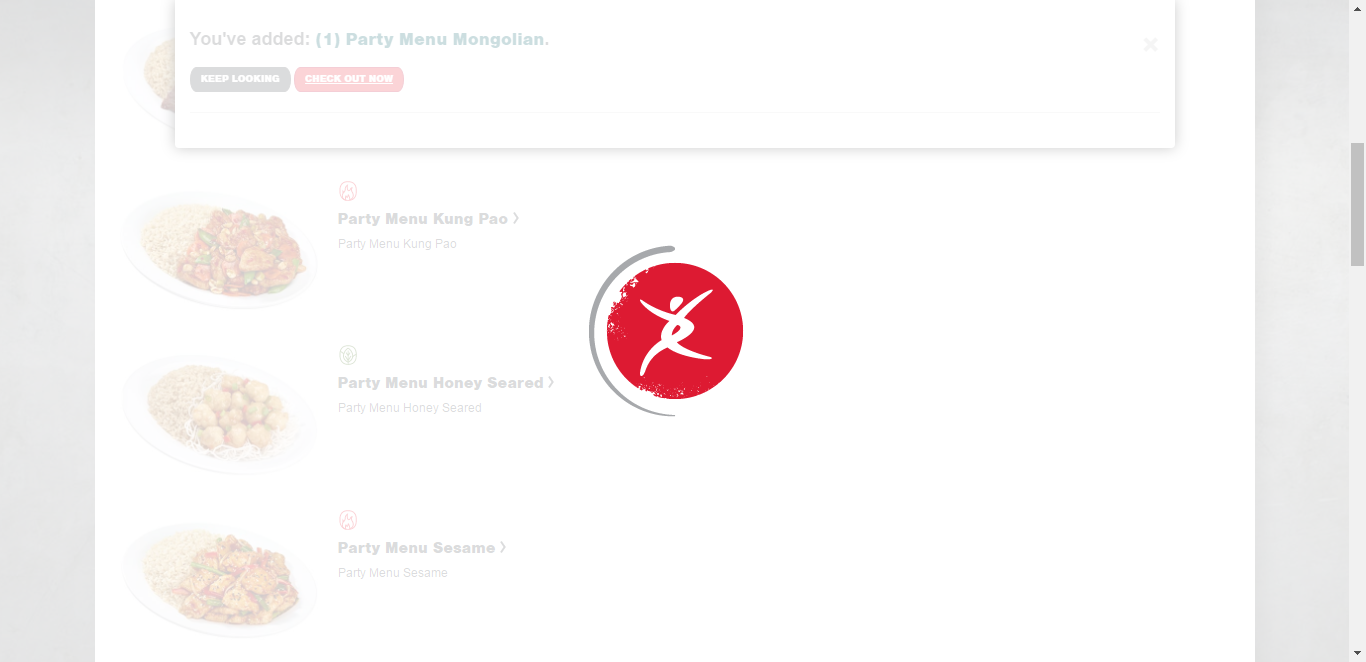 You've added: (1) Party Menu Mongolian.
KEEP LOOKING CHECK OUT NOW
Party Menu Kung Pao
Party Menu Kung Pao
Party Menu Honey Seared
Party Menu Honey Seared
Party Menu Sesame
Party Menu Sesame